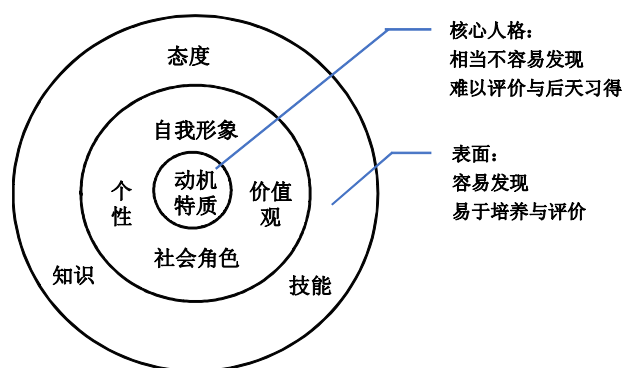 态度
自我形象
个
性
动机
特质
价值
观
社会角色
知识
技能
核心人格：
相当不容易发现
难以评价与后天习得
表面：
容易发现
易于培养与评价